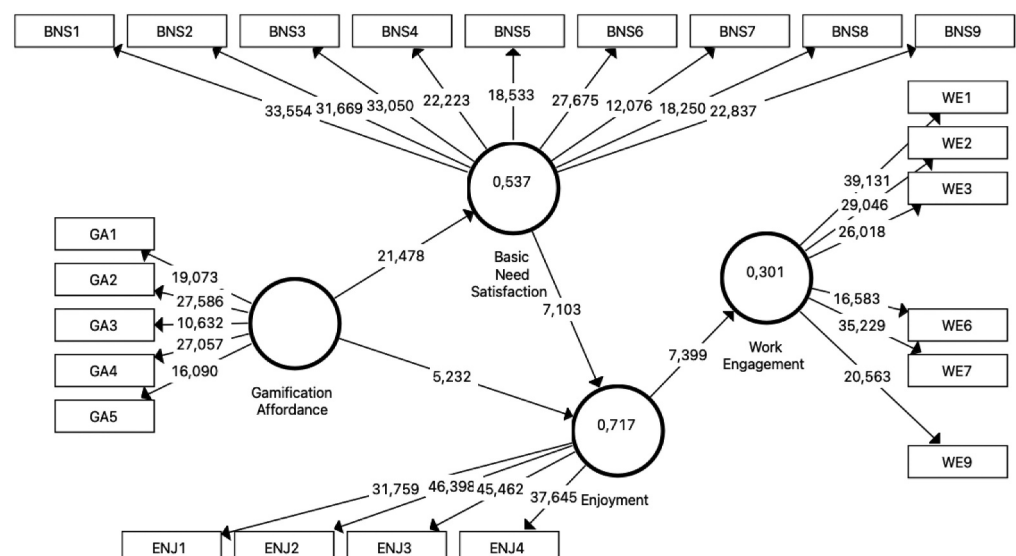 BNS1 BNS2 BNS3 BNS4 BNS5 BNS6 BNS7 BNS8 BNS9
33,554 31,669 33,050 22,223 18,533 27,675 12,076 18,250 22,837
WE1
WE2
WE3
39,131
29,046
26,018
0,537
Basic
Need
Satisfaction
GA1
GA2
GA3
GA4
GA5
19,073
27,586
10,632
27,057
16,090
21,478
Gamification
Affordance
7,103
5,232
0,301
Work
Engagement
16,583
35,229
20,563
WE6
WE7
WE9
7,399
0,717
Enjoyment
31,759 46,398 45,462 37,645
ENJ1 ENJ2 ENJ3 ENJ4